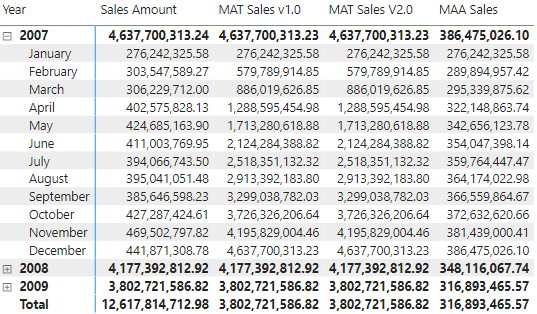 Year Sales Amount MAT Sales v1.0 MAT Sales V2.0 MAA Sales
2007 4,637,700,313.24 4,637,700,313.23 4,637,700,313.23 386,475,026.10
January 276,242,325.58 276,242,325.58 276,242,325.58 276,242,325.58
February 303,547,589.27 579,789,914.85 579,789,914.85 289,894,957.42
March 306,229,712.00 886,019,626.85 886,019,626.85 295,339,875.62
April 402,575,828.13 1,288,595,454.98 1,288,595,454.98 322,148,863.74
May 424,685,163.90 1,713,280,618.88 1,713,280,618.88 342,656,123.78
June 411,003,769.95 2,124,284,388.82 2,124,284,388.82 354,047,398.14
July 394,066,743.50 2,518,351,132.32 2,518,351,132.32 359,764,447.47
August 395,041,051.48 2,913,392,183.80 2,913,392,183.80 364,174,022.98
September 385,646,598.23 3,299,038,782.03 3,299,038,782.03 366,559,864.67
October 427,287,424.61 3,726,326,206.64 3,726,326,206.64 372,632,620.66
November 469,502,797.82 4,195,829,004.46 4,195,829,004.46 381,439,000.41
December 441,871,308.78 4,637,700,313.23 4,637,700,313.23 386,475,026.10
2008 4,177,392,812.92 4,177,392,812.92 4,177,392,812.92 348,116,067.74
2009 3,802,721,586.82 3,802,721,586.82 3,802,721,586.82 316,893,465.57
Total 12,617,814,712.98 3,802,721,586.82 3,802,721,586.82 316,893,465.57